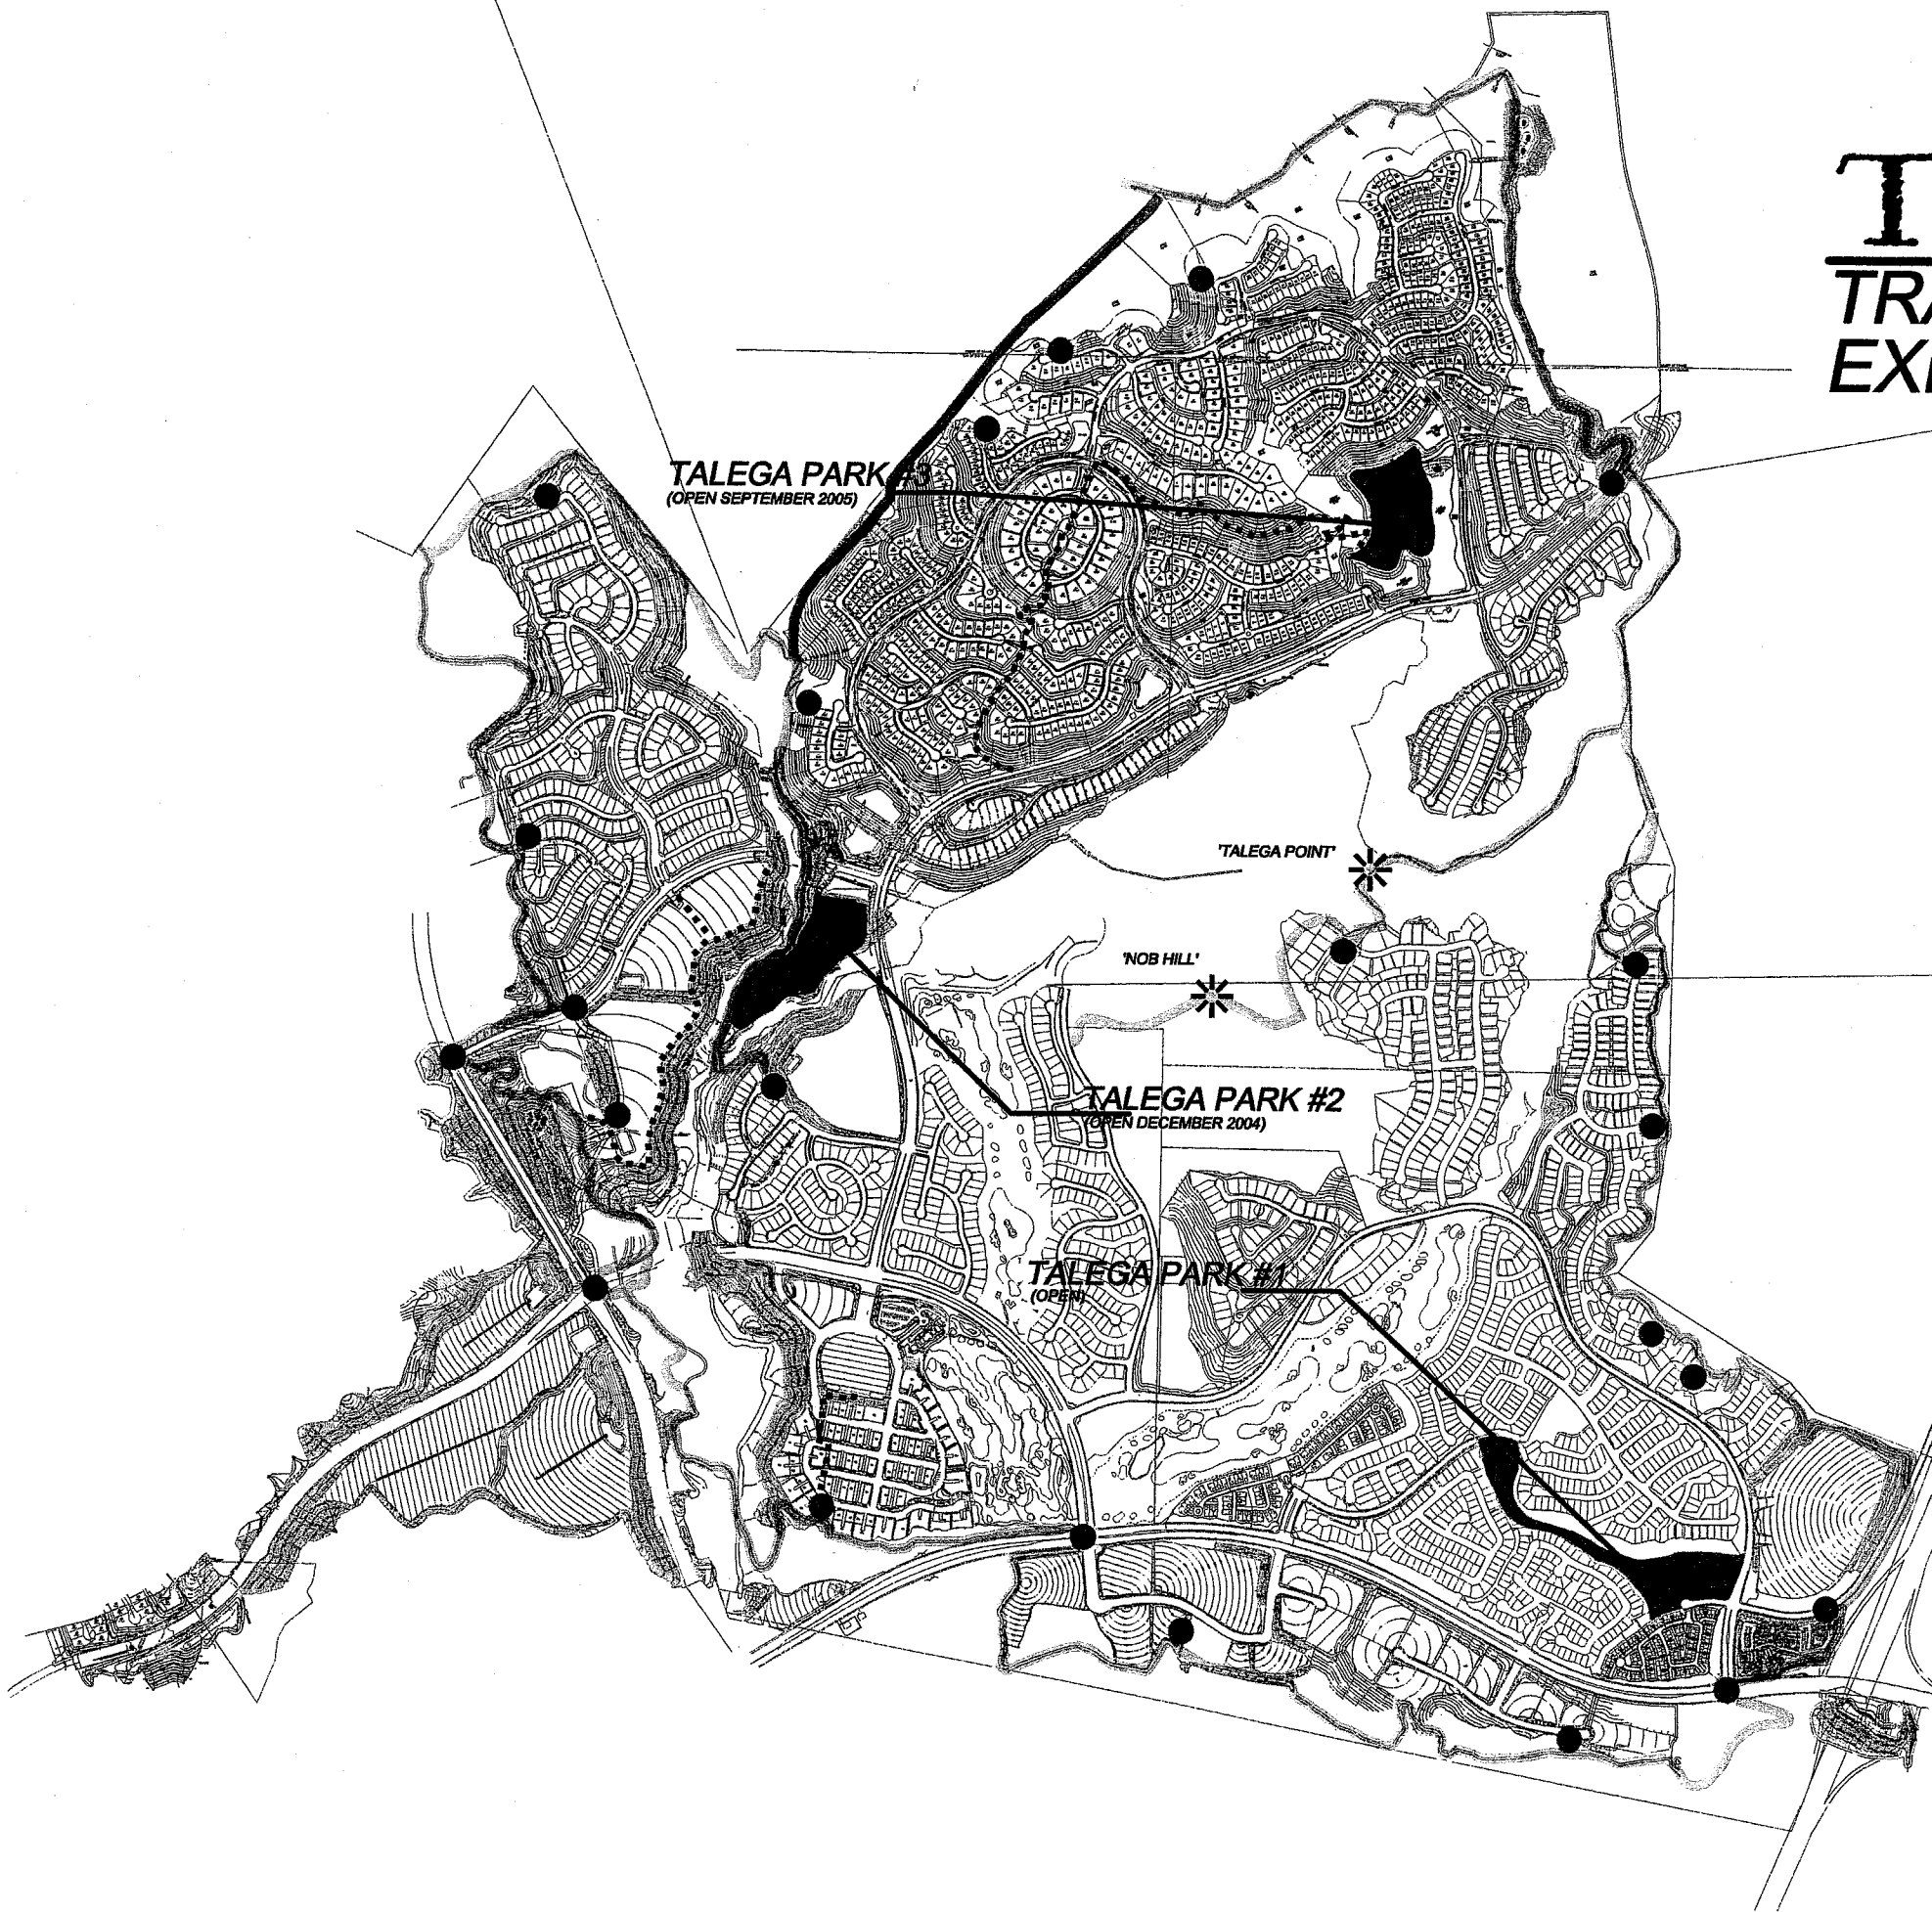 T
TRA
EX
TALEGA PARK #3
(OPEN SEPTEMBER 2005)
'TALEGA POINT'
'NOB HILL'
TALEGA PARK #2
(OPEN DECEMBER 2004)
TALEGA PARK #1
(OPEN)